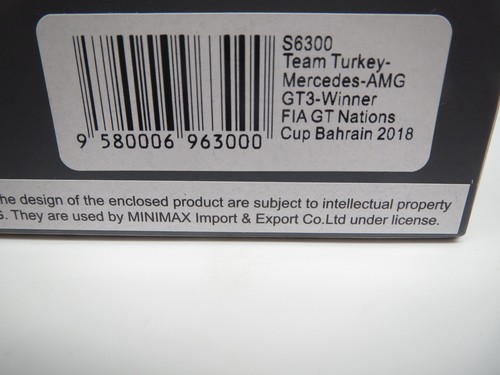 S6300
Team Turkey-
Mercedes-AMG
GT3-Winner
FIA GT Nations
Cup Bahrain 2018
9 580006 963000
he design of the enclosed product are subject to intellectual property
. They are used by MINIMAX Import & Export Co.Ltd under license.